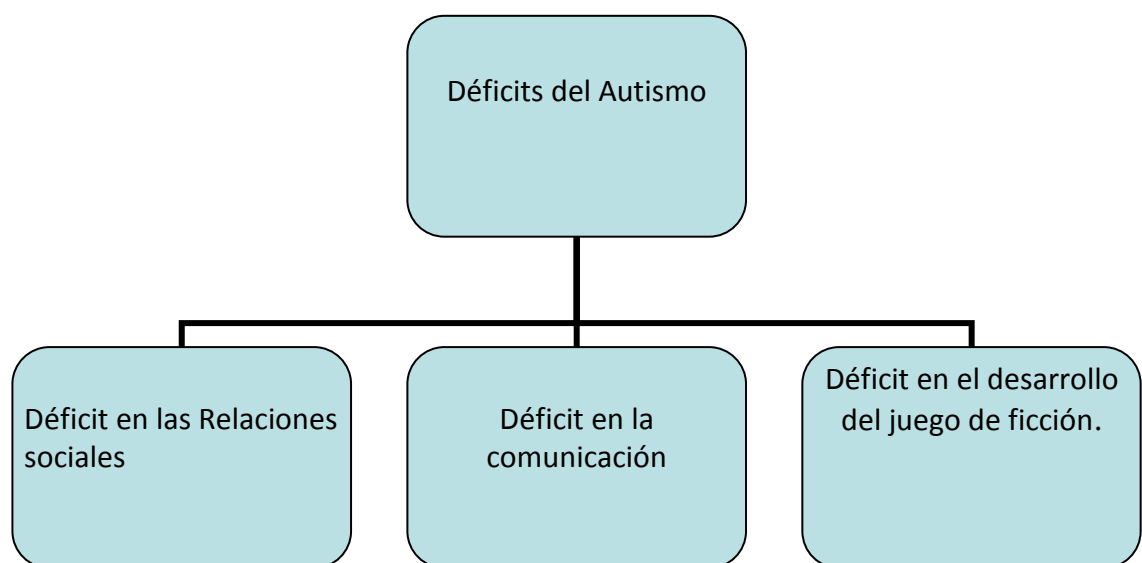 Déficits del Autismo
Déficit en las Relaciones
sociales
Déficit en la
comunicación
Déficit en el desarrollo
del juego de ficción.